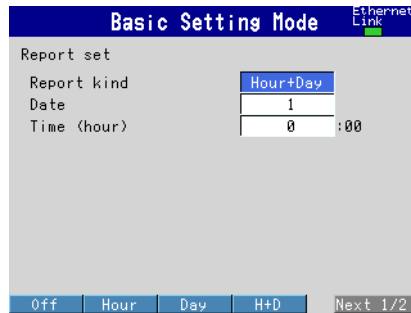 Basic Setting Mode
Ethernet
Link
Report set
Report kind Hour+Day
Date 1
Time (hour) 0 :00
Off Hour Day H+D Next 1/2